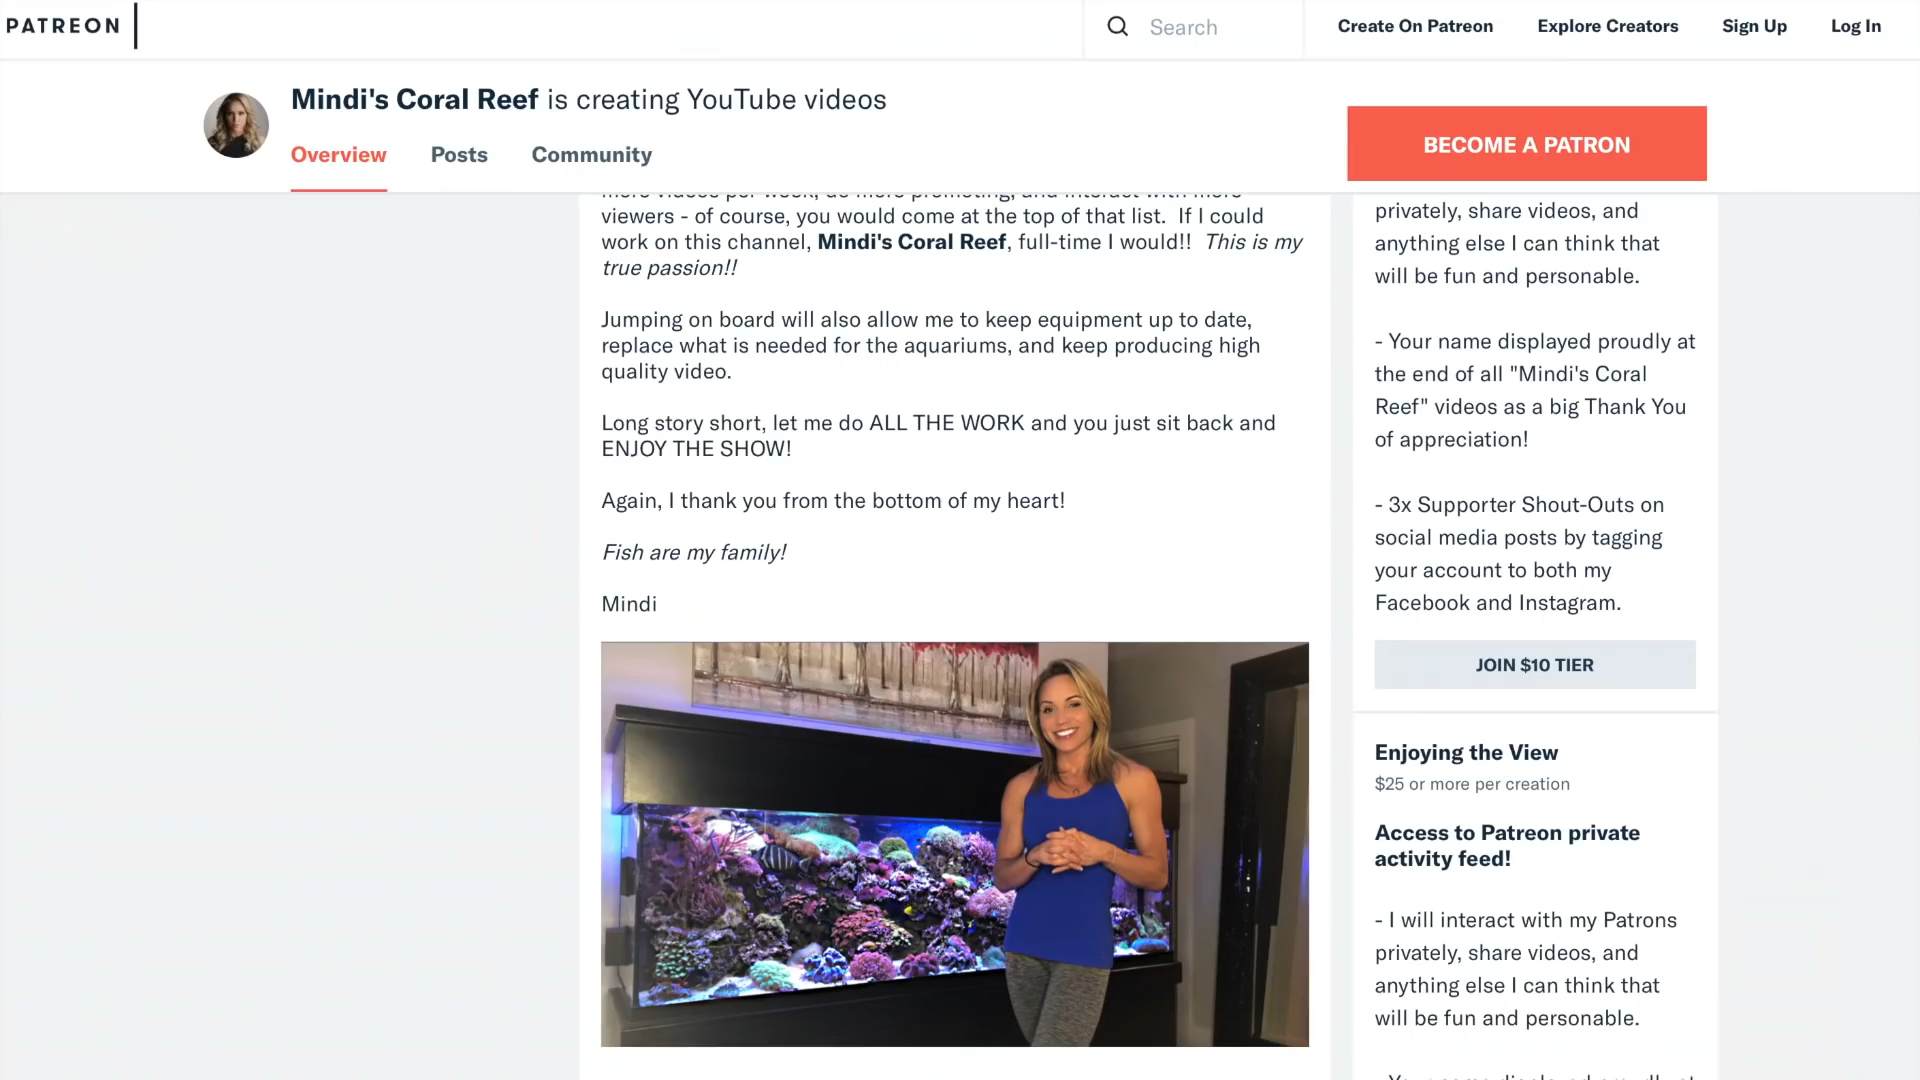 PATREON
Search
Create On Patreon
Explore Creators
Sign Up
Log In
Mindi's Coral Reef is creating YouTube videos
Overview
Posts
Community
BECOME A PATRON
viewers - of course, you would come at the top of that list. If I could
work on this channel, Mindi's Coral Reef, full-time I would!! This is my
true passion!!
Jumping on board will also allow me to keep equipment up to date,
replace what is needed for the aquariums, and keep producing high
quality video.
Long story short, let me do ALL THE WORK and you just sit back and
ENJOY THE SHOW!
Again, I thank you from the bottom of my heart!
Fish are my family!
Mindi
privately, share videos, and
anything else I can think that
will be fun and personable.
- Your name displayed proudly at
the end of all "Mindi's Coral
Reef" videos as a big Thank You
of appreciation!
- 3x Supporter Shout-Outs on
social media posts by tagging
your account to both my
Facebook and Instagram.
JOIN $10 TIER
Enjoying the View
$25 or more per creation
Access to Patreon private
activity feed!
- I will interact with my Patrons
privately, share videos, and
anything else I can think that
will be fun and personable.